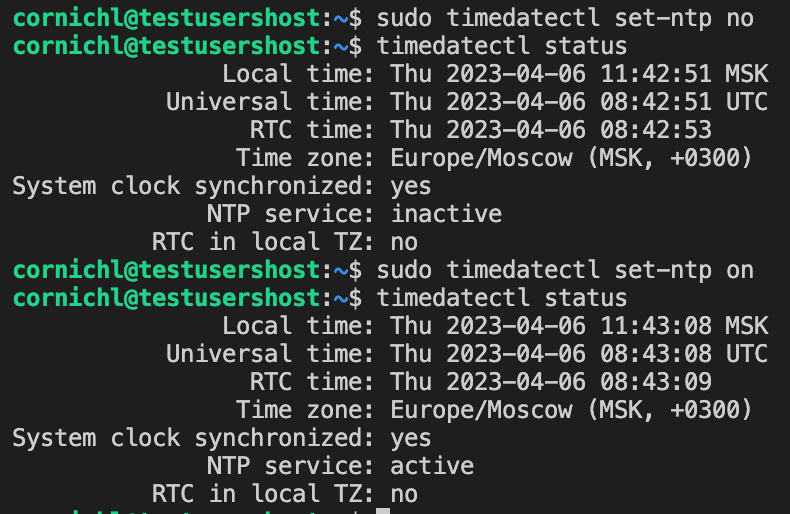 cornichl@testusershost:~$ sudo timedatectl set-ntp no
cornichl@testusershost:~$ timedatectl status
Local time: Thu 2023-04-06 11:42:51 MSK
Universal time: Thu 2023-04-06 08:42:51 UTC
RTC time: Thu 2023-04-06 08:42:53
Time zone: Europe/Moscow (MSK, +0300)
System clock synchronized: yes
NTP service: inactive
RTC in local TZ: no
cornichl@testusershost:~$ sudo timedatectl set-ntp on
cornichl@testusershost:~$ timedatectl status
Local time: Thu 2023-04-06 11:43:08 MSK
Universal time: Thu 2023-04-06 08:43:08 UTC
RTC time: Thu 2023-04-06 08:43:09
Time zone: Europe/Moscow (MSK, +0300)
System clock synchronized: yes
NTP service: active
RTC in local TZ: no